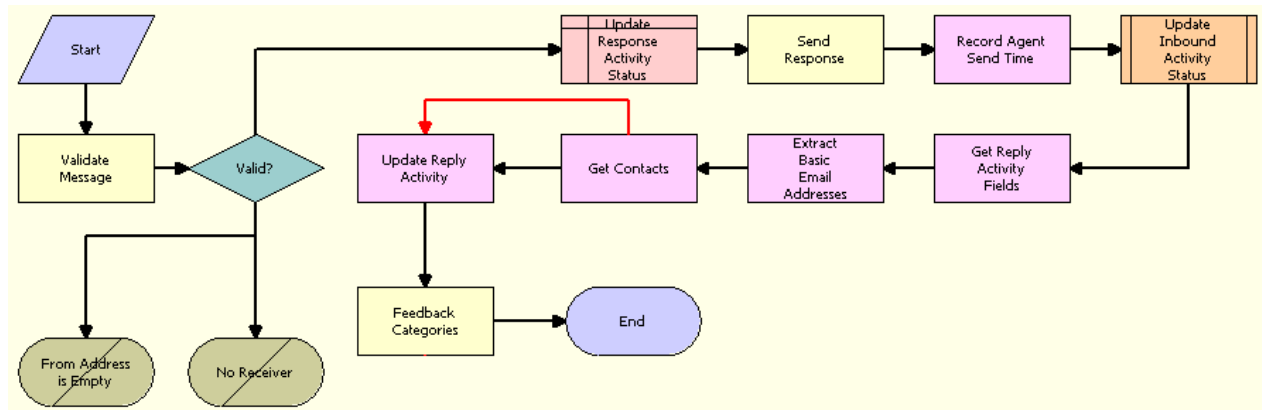 Start
Update
Response
Activity
Status
Send
Response
Record Agent
Send Time
Update
Inbound
Activity
Status
Validate
Message
Valid?
Update Reply
Activity
Get Contacts
Extract
Basic
Email
Addresses
Get Reply
Activity
Fields
Feedback
Categories
End
From Address
is Empty
No Receiver